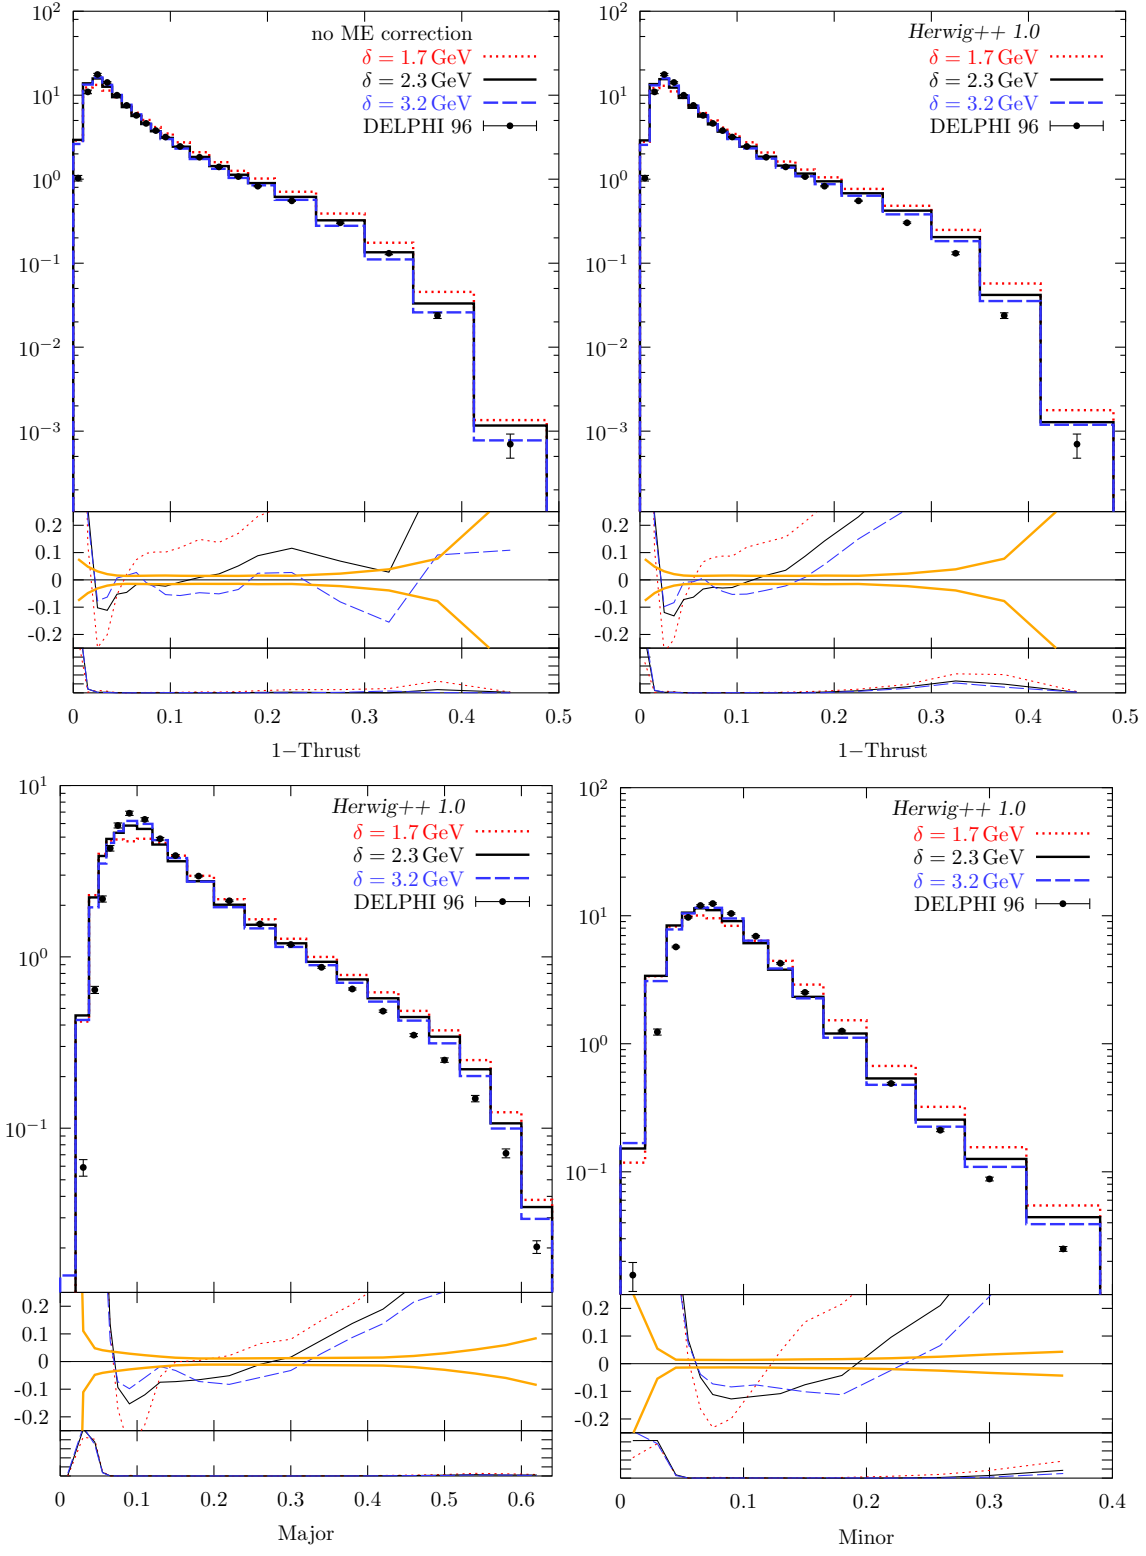 10^2
10^1
10^0
10^-1
10^-2
10^-3
no ME correction
δ = 1.7 GeV
δ = 2.3 GeV
δ = 3.2 GeV
DELPHI 96
0.2
0.1
0
-0.1
-0.2
0 0.1 0.2 0.3 0.4 0.5
1−Thrust
10^2
10^1
10^0
10^-1
10^-2
10^-3
Herwig++ 1.0
δ = 1.7 GeV
δ = 2.3 GeV
δ = 3.2 GeV
DELPHI 96
0.2
0.1
0
-0.1
-0.2
0 0.1 0.2 0.3 0.4 0.5
1−Thrust
10^1
10^0
10^-1
Herwig++ 1.0
δ = 1.7 GeV
δ = 2.3 GeV
δ = 3.2 GeV
DELPHI 96
0.2
0.1
0
-0.1
-0.2
0 0.1 0.2 0.3 0.4 0.5 0.6
Major
10^2
10^1
10^0
10^-1
Herwig++ 1.0
δ = 1.7 GeV
δ = 2.3 GeV
δ = 3.2 GeV
DELPHI 96
0.2
0.1
0
-0.1
-0.2
0 0.1 0.2 0.3 0.4
Minor